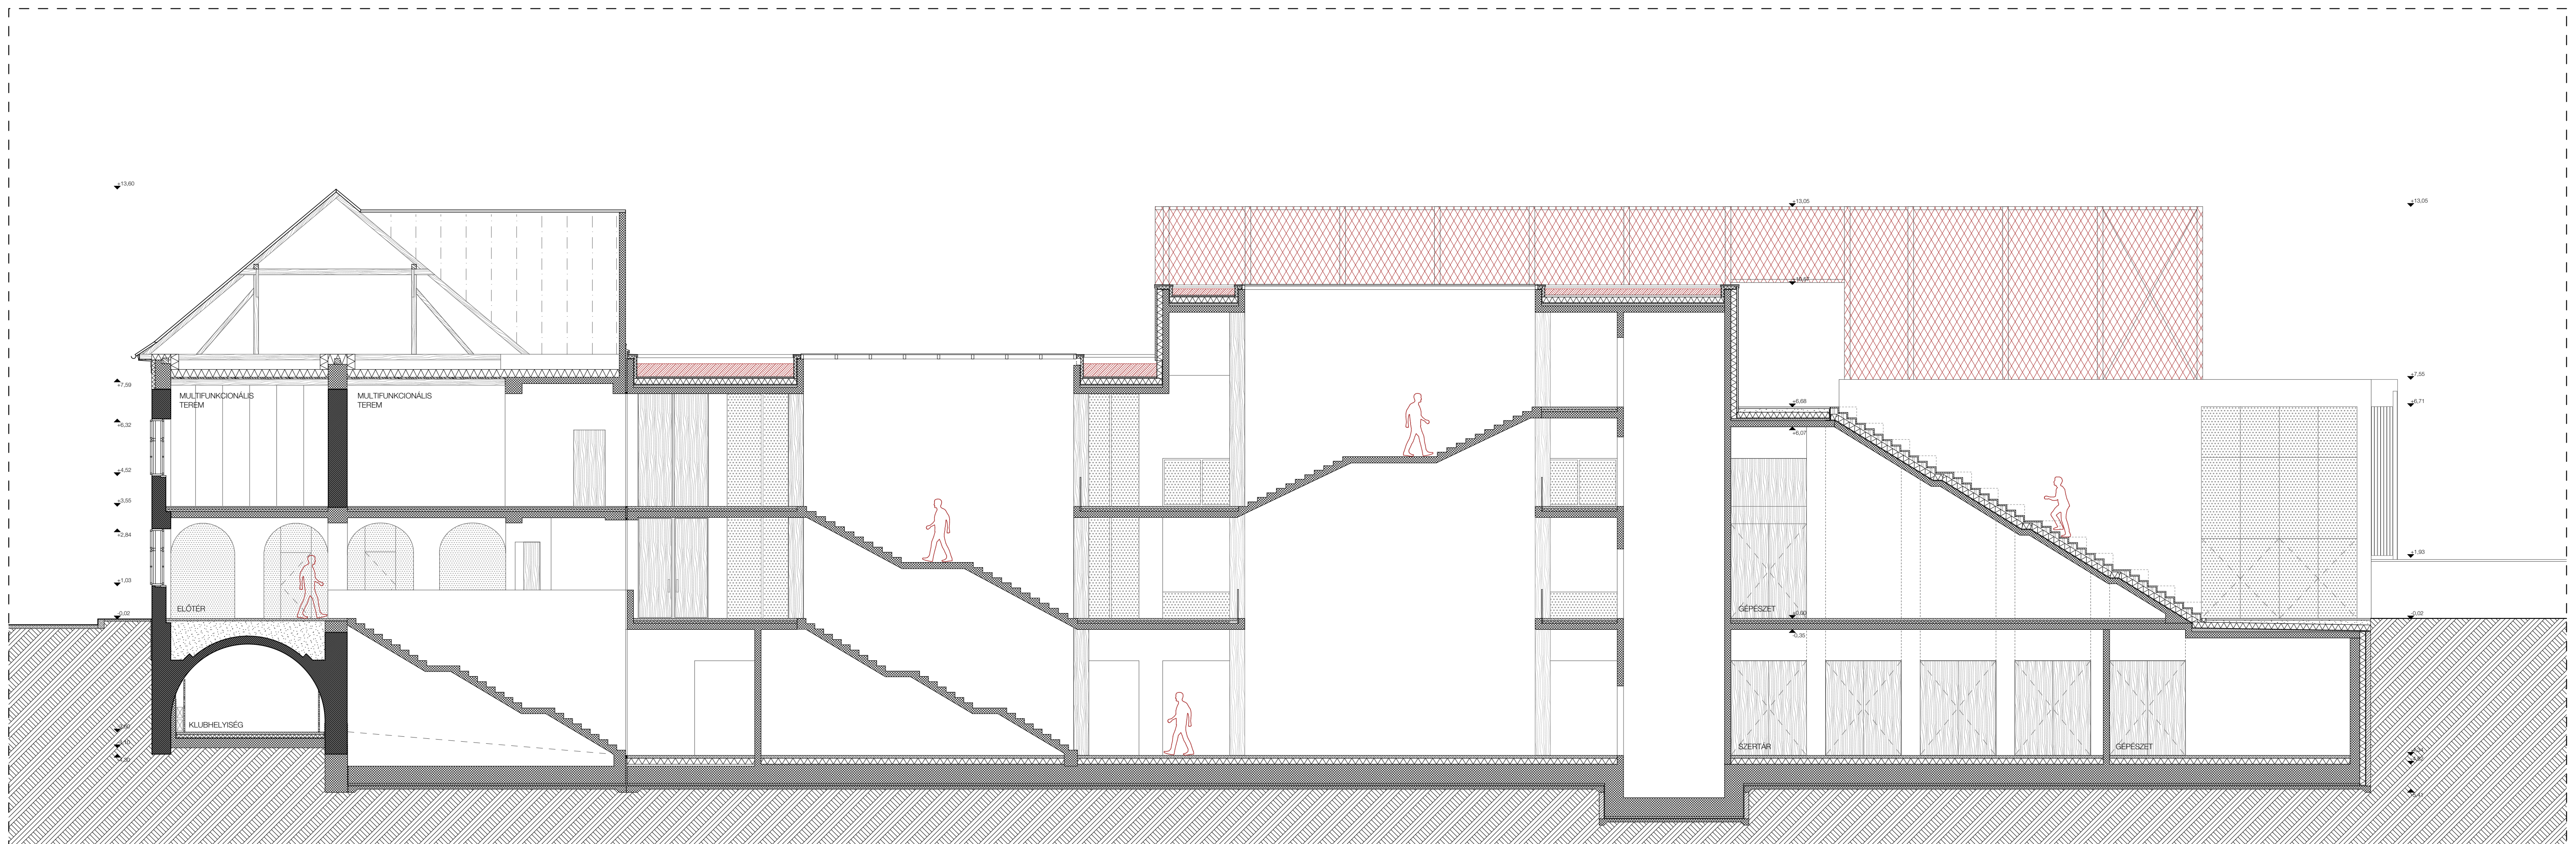 +13,60
+13,05
+13,05
+7,59
+7,55
MULTIFUNKCIONÁLIS
TEREM
MULTIFUNKCIONÁLIS
TEREM
+6,68
+6,71
+6,32
+6,07
+4,52
+3,55
+2,84
+1,93
+1,03
ELŐTÉR
GÉPÉSZET
-0,02
-0,02
-0,35
KLUBHELYISÉG
SZERTÁR
GÉPÉSZET